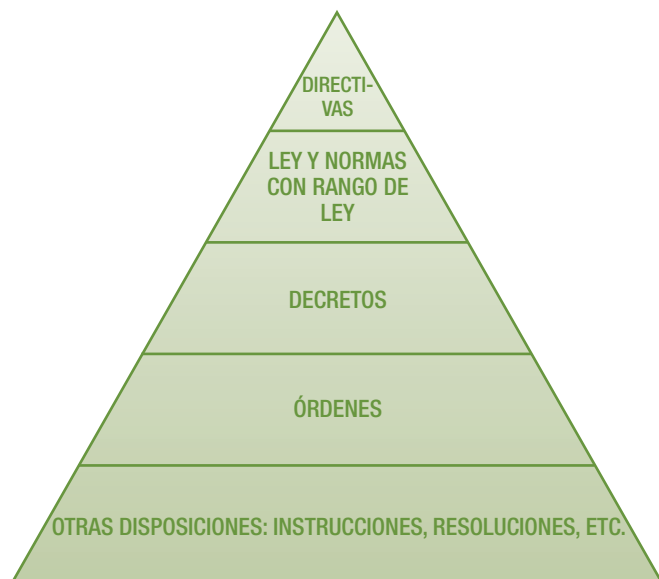 DIRECTI-
VAS
LEY Y NORMAS
CON RANGO DE
LEY
DECRETOS
ÓRDENES
OTRAS DISPOSICIONES: INSTRUCCIONES, RESOLUCIONES, ETC.